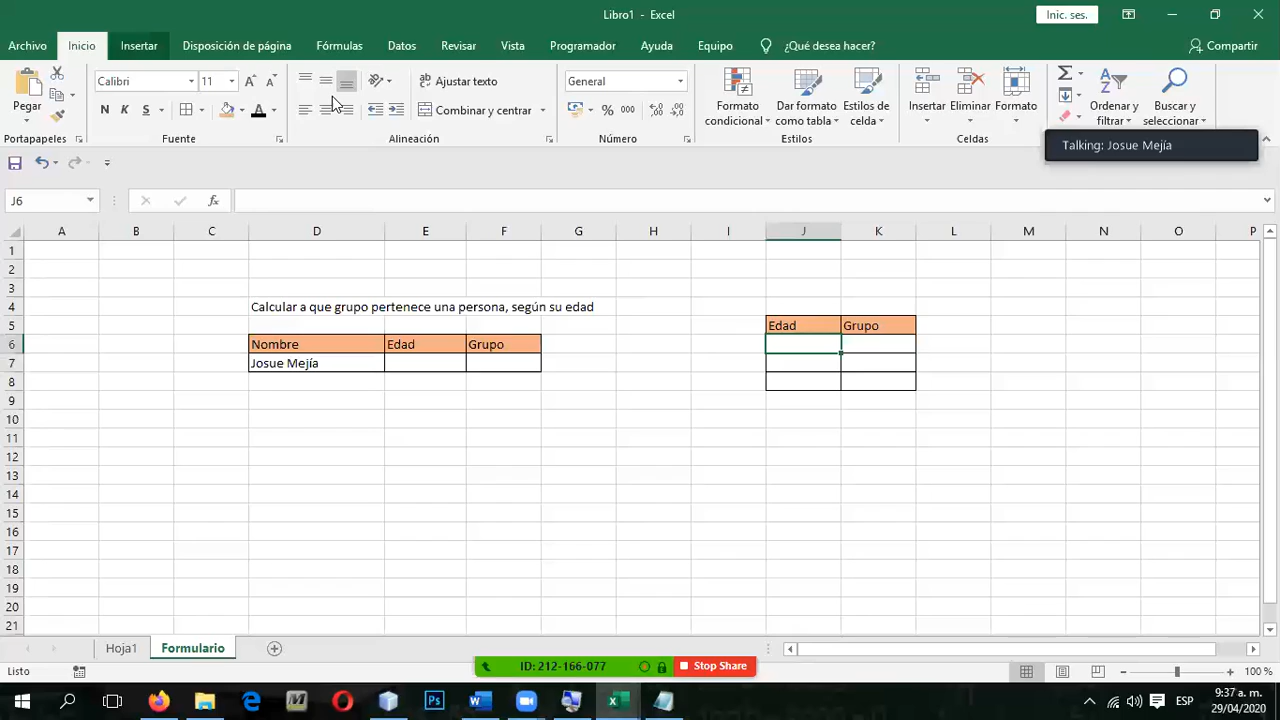 Libro1 - Excel
Inic. ses.
Archivo Inicio Insertar Disposición de página Fórmulas Datos Revisar Vista Programador Ayuda Equipo ¿Qué desea hacer? Compartir
Pegar
Calibri 11
N K S
Ajustar texto
Combinar y centrar
General
% 000
Formato condicional
Dar formato como tabla
Estilos de celda
Insertar Eliminar Formato
Ordenar y filtrar
Buscar y seleccionar
Portapapeles Fuente Alineación Número Estilos Celdas
Talking: Josue Mejía
J6 fx
A B C D E F G H I J K L M N O P
1
2
3
4 Calcular a que grupo pertenece una persona, según su edad
5 Edad Grupo
6 Nombre Edad Grupo
7 Josue Mejía
8
9
10
11
12
13
14
15
16
17
18
19
20
21
Hoja1 Formulario
Listo
ID: 212-166-077 Stop Share
100 %
ESP
9:37 a. m.
29/04/2020